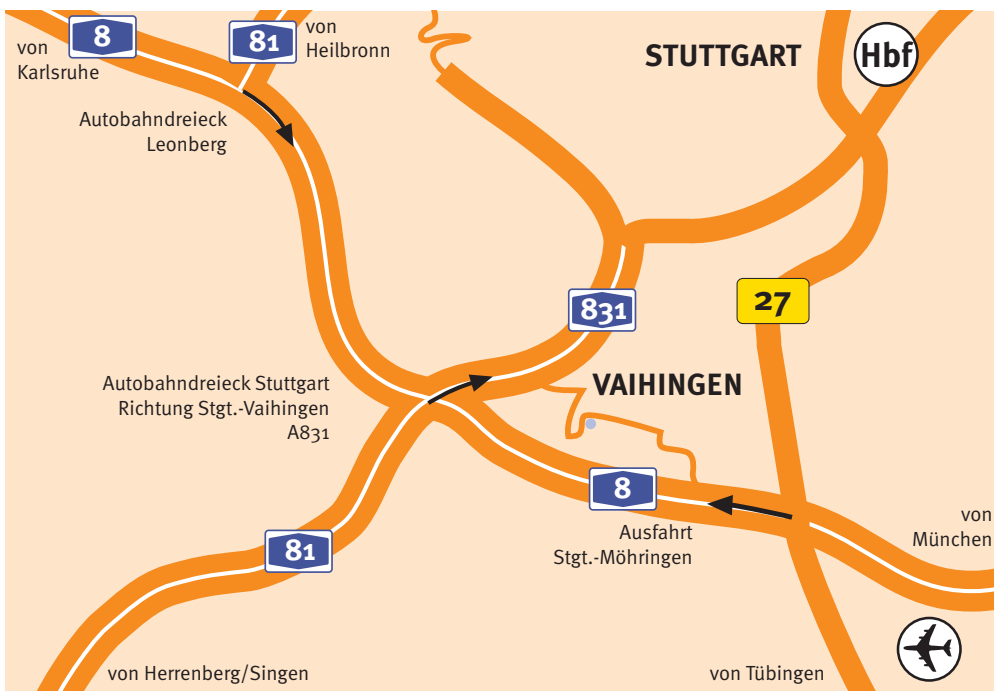 8
81
von
Karlsruhe
von
Heilbronn
STUTTGART
Hbf
Autobahndreieck
Leonberg
831
27
Autobahndreieck Stuttgart
Richtung Stgt.-Vaihingen
A831
VAIHINGEN
8
Ausfahrt
Stgt.-Möhringen
von
München
81
von Herrenberg/Singen
von Tübingen